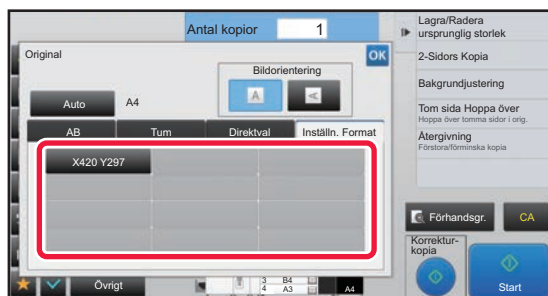 Antal kopior 1
Original
OK
Bildorientering
A
A
Auto A4
AB Tum Direktval Inställn. Format
X420 Y297
Övrigt
3 B4
4 A3
A4
Lagra/Radera
ursprunglig storlek
2-Sidors Kopia
Bakgrundjustering
Tom sida Hoppa över
Hoppa över tomma sidor i orig.
Återgivning
Förstora/förminska kopia
Förhandsgr.
CA
Korrektur-
kopia
Start